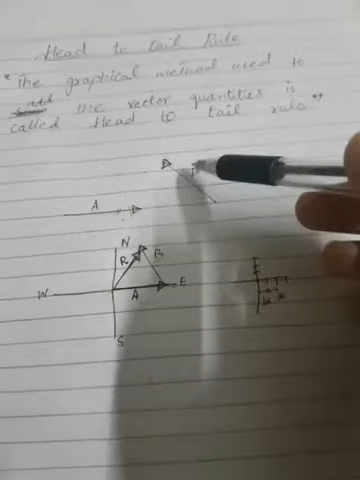 Head to tail Rule
"The graphical method used to
add the vector quantities is
called Head to tail rule"
A
N
R B
W E
A
S